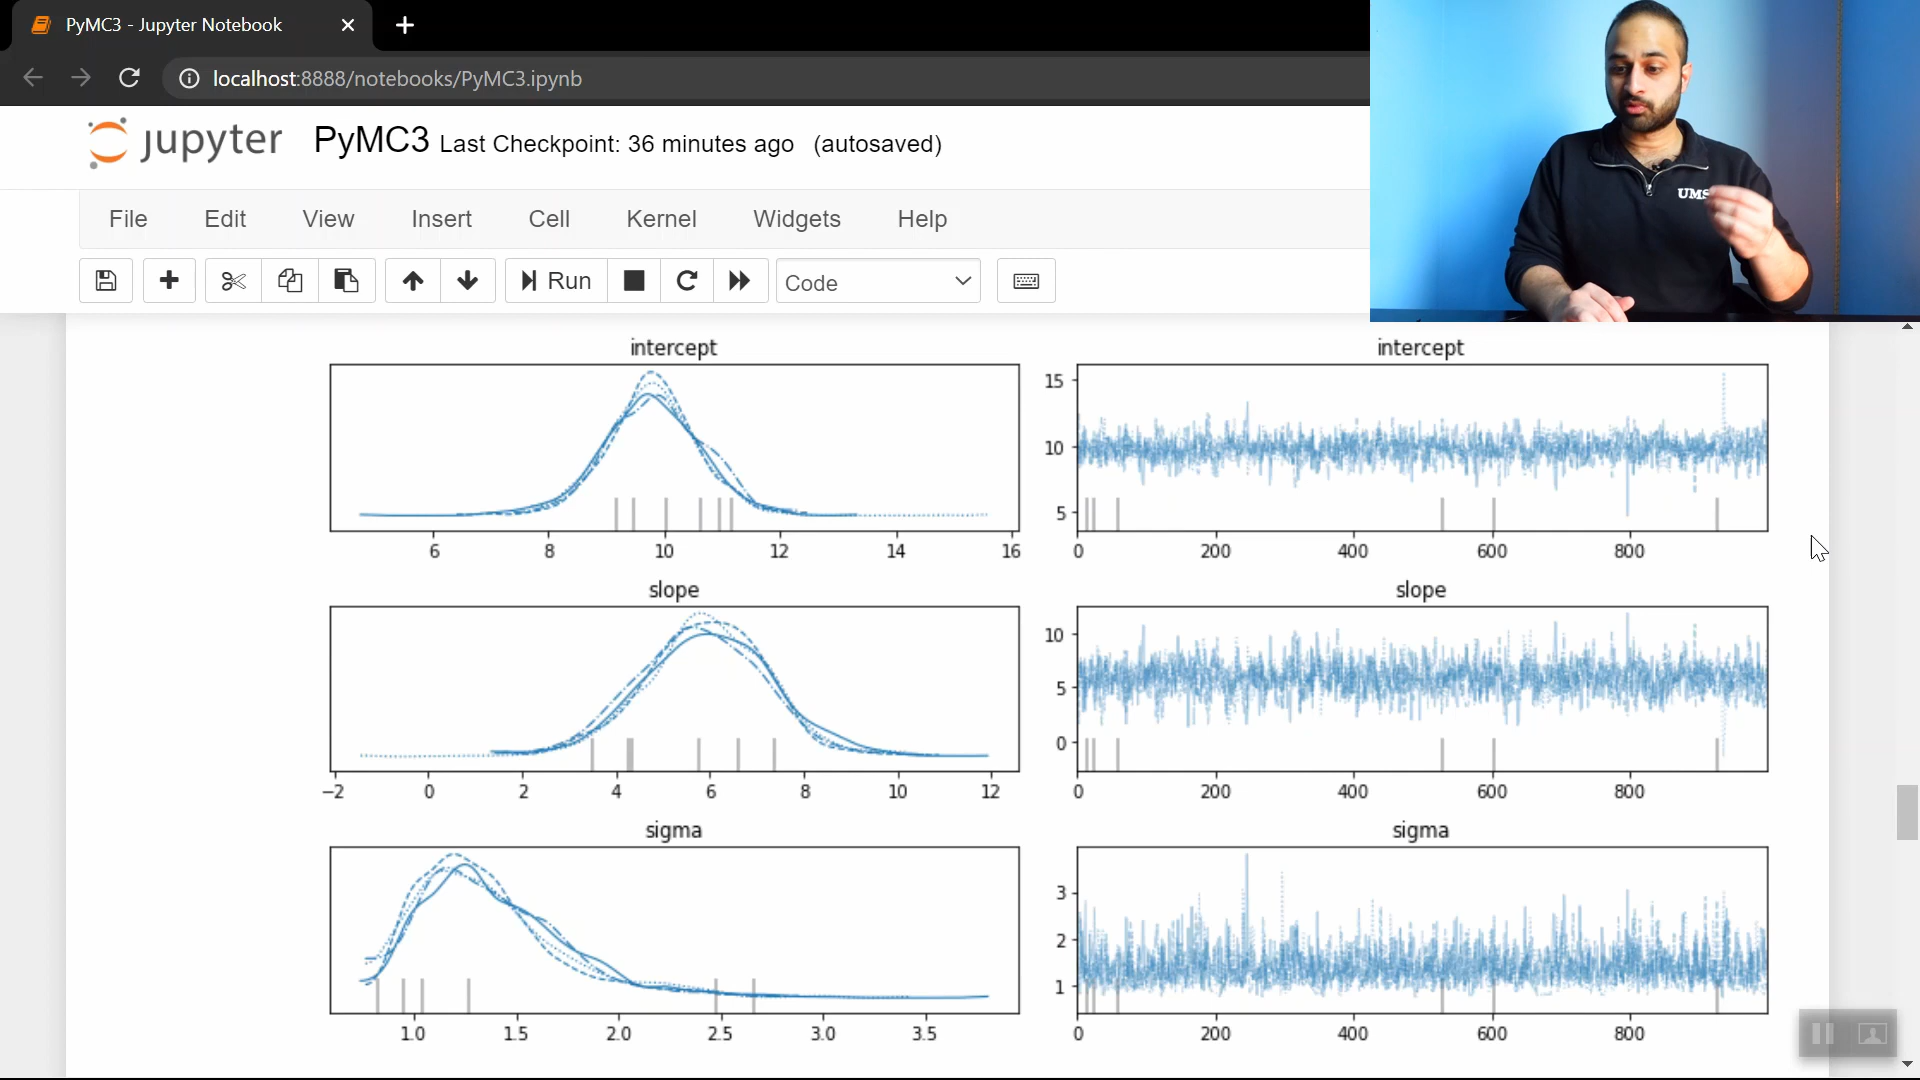 PyMC3 - Jupyter Notebook
localhost:8888/notebooks/PyMC3.ipynb
jupyter PyMC3 Last Checkpoint: 36 minutes ago (autosaved)
UMS
File Edit View Insert Cell Kernel Widgets Help
Run Code
intercept
6 8 10 12 14 16
intercept
15
10
5
0 200 400 600 800
slope
−2 0 2 4 6 8 10 12
slope
10
5
0
0 200 400 600 800
sigma
1.0 1.5 2.0 2.5 3.0 3.5
sigma
3
2
1
0 200 400 600 800